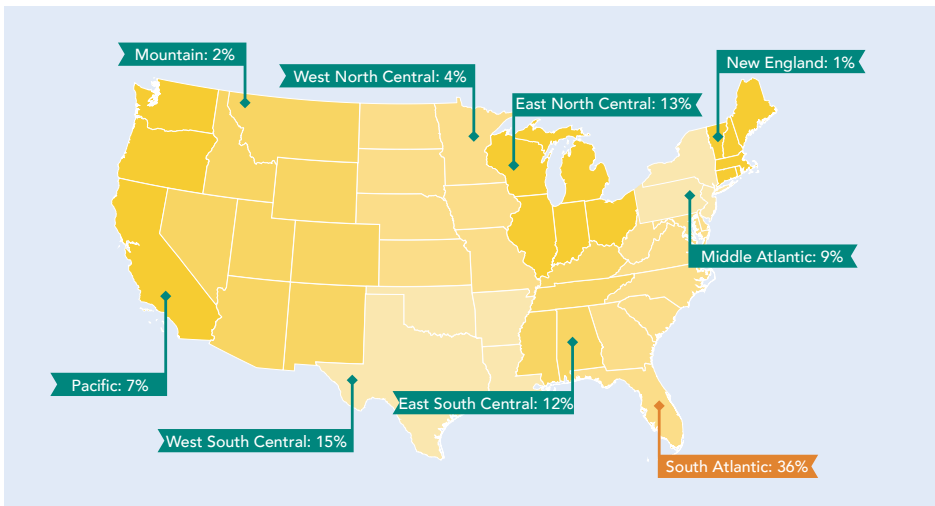 Mountain: 2%
New England: 1%
West North Central: 4%
East North Central: 13%
Middle Atlantic: 9%
Pacific: 7%
East South Central: 12%
West South Central: 15%
South Atlantic: 36%